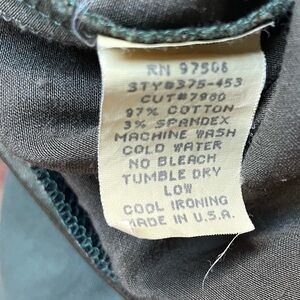 RN 97506
STY#375-453
CUT#7980
97% COTTON
3% SPANDEX
MACHINE WASH
COLD WATER
NO BLEACH
TUMBLE DRY
LOW
COOL IRONING
MADE IN U.S.A.